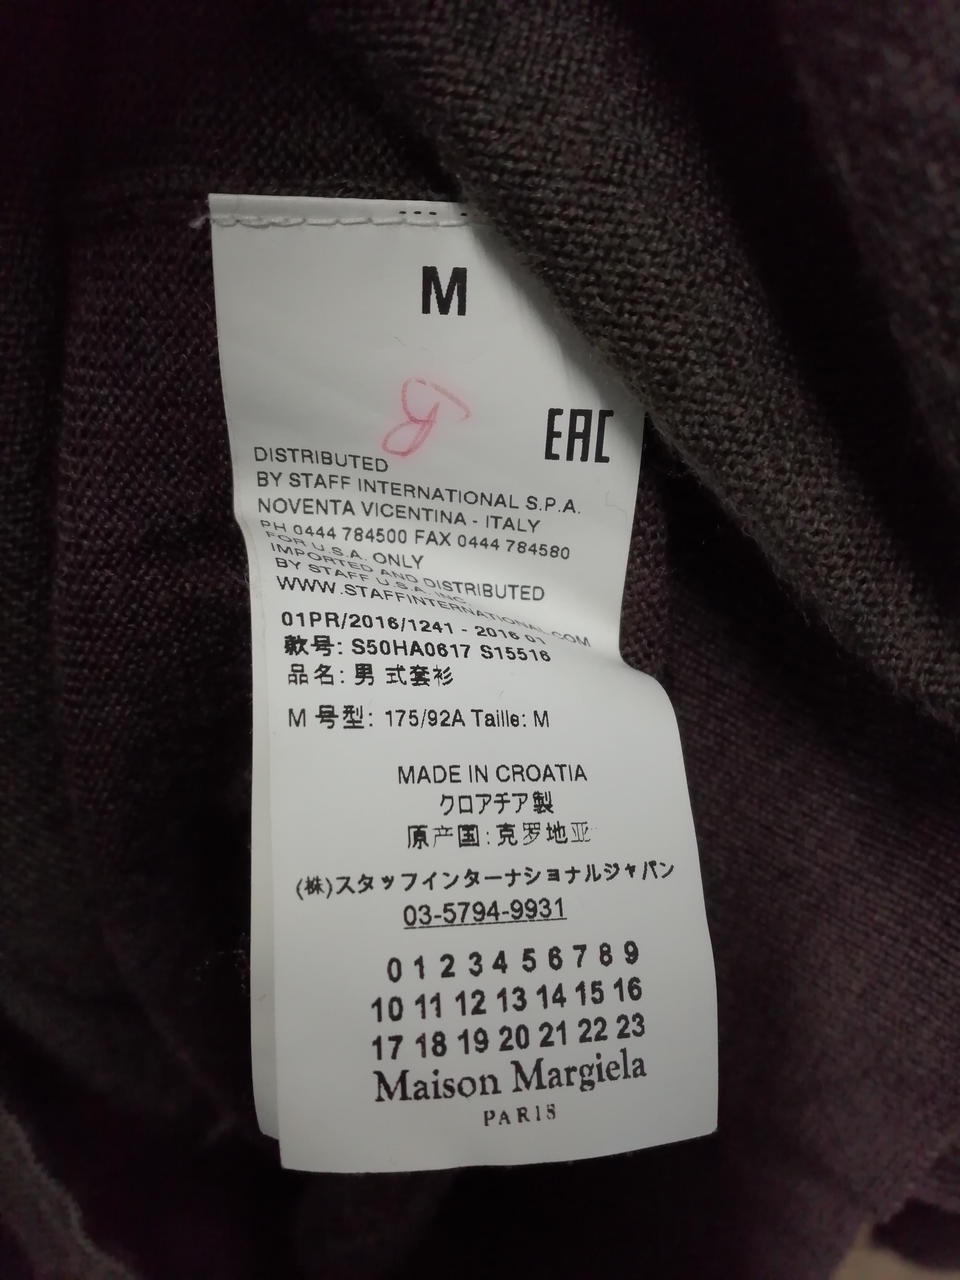 M
EAC
DISTRIBUTED
BY STAFF INTERNATIONAL S.P.A.
NOVENTA VICENTINA - ITALY
PH 0444 784500 FAX 0444 784580
FOR U.S.A. ONLY
IMPORTED AND DISTRIBUTED
BY STAFF U.S.A. INC.
WWW.STAFFINTERNATIONAL.COM
01PR/2016/1241 - 2016 01
款号: S50HA0617 S15516
品名: 男 式套衫
M 号型: 175/92A Taille: M
MADE IN CROATIA
クロアチア製
原产国: 克罗地亚
(株)スタッフインターナショナルジャパン
03-5794-9931
0 1 2 3 4 5 6 7 8 9
10 11 12 13 14 15 16
17 18 19 20 21 22 23
Maison Margiela
PARIS